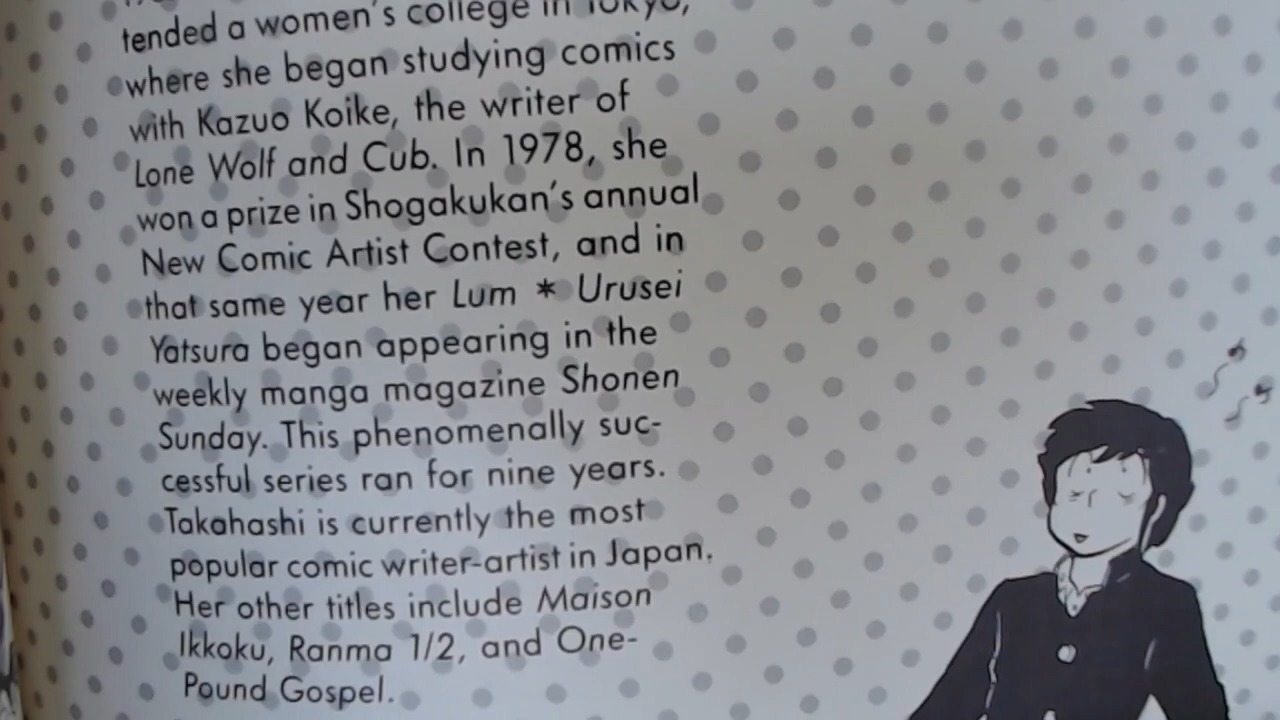 tended a women's college in Tokyo,
where she began studying comics
with Kazuo Koike, the writer of
Lone Wolf and Cub. In 1978, she
won a prize in Shogakukan's annual
New Comic Artist Contest, and in
that same year her Lum * Urusei
Yatsura began appearing in the
weekly manga magazine Shonen
Sunday. This phenomenally suc-
cessful series ran for nine years.
Takahashi is currently the most
popular comic writer-artist in Japan.
Her other titles include Maison
Ikkoku, Ranma 1/2, and One-
Pound Gospel.